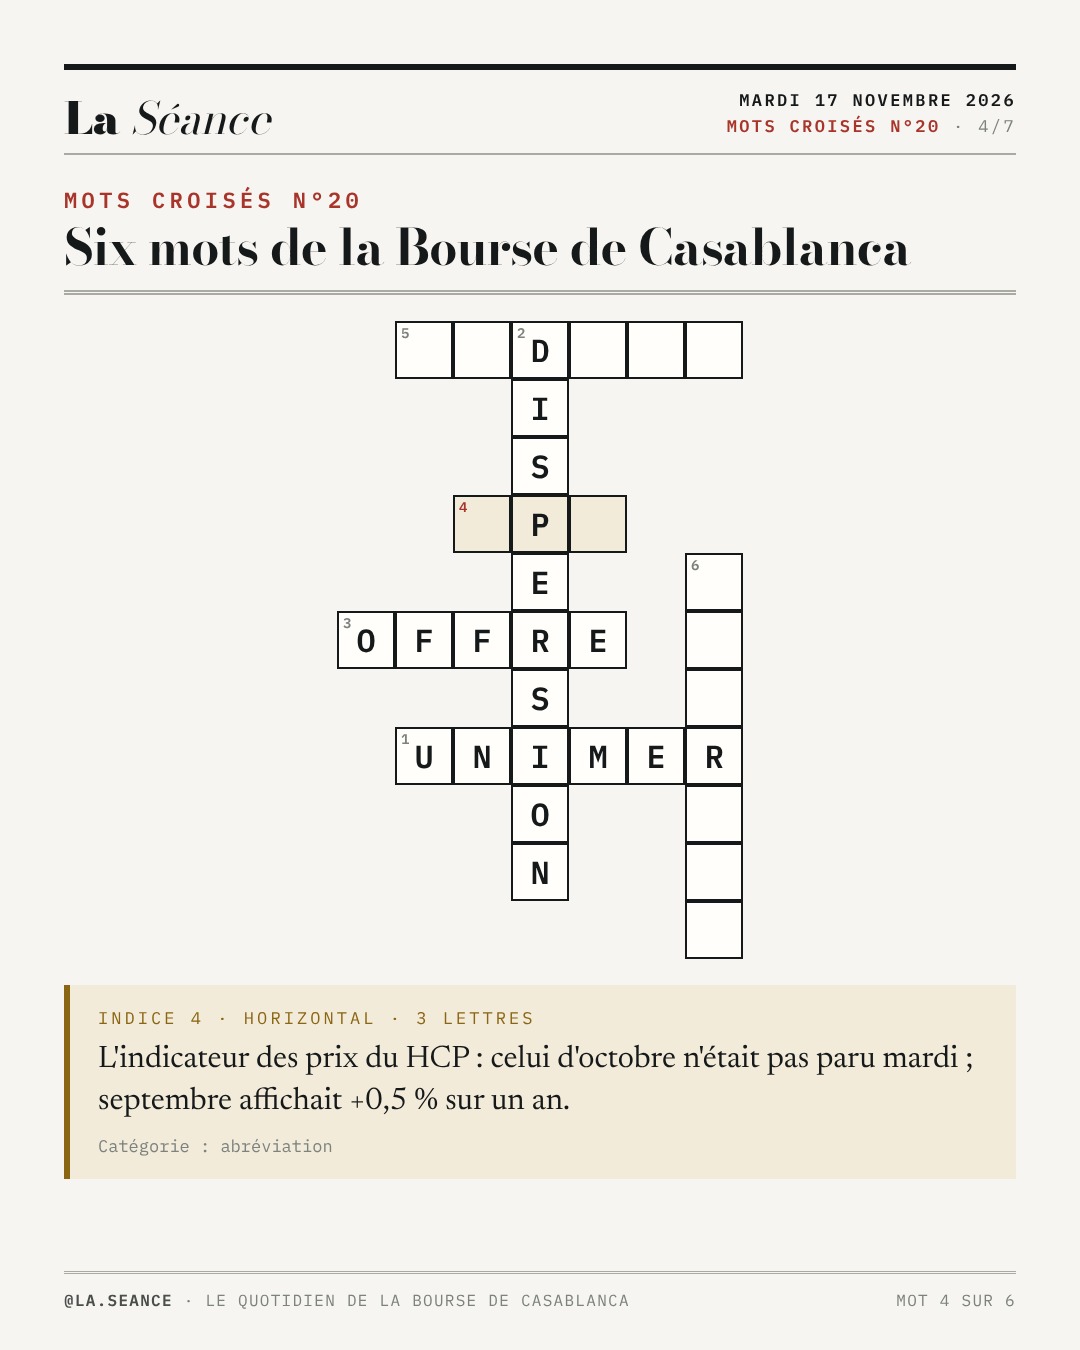 La Séance
MARDI 17 NOVEMBRE 2026
MOTS CROISÉS N°20 · 4/7
MOTS CROISÉS N°20
Six mots de la Bourse de Casablanca
5 2 D
I
S
4 P
E 6
3 O F F R E
S
1 U N I M E R
O
N
INDICE 4 · HORIZONTAL · 3 LETTRES
L'indicateur des prix du HCP : celui d'octobre n'était pas paru mardi ;
septembre affichait +0,5 % sur un an.
Catégorie : abréviation
@LA.SEANCE · LE QUOTIDIEN DE LA BOURSE DE CASABLANCA
MOT 4 SUR 6